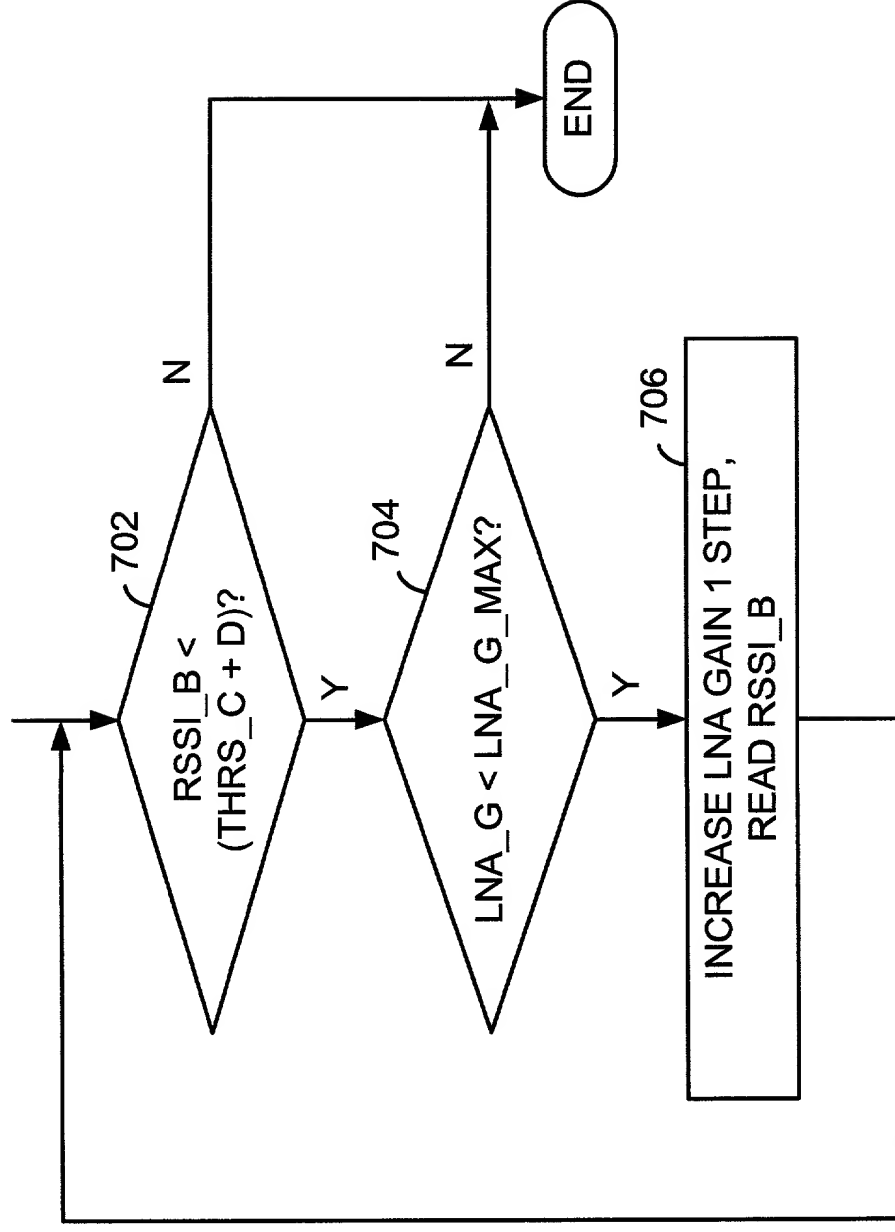 702
RSSI_B <
(THRS_C + D)?
N
Y
704
LNA_G < LNA_G_MAX?
N
Y
END
706
INCREASE LNA GAIN 1 STEP,
READ RSSI_B